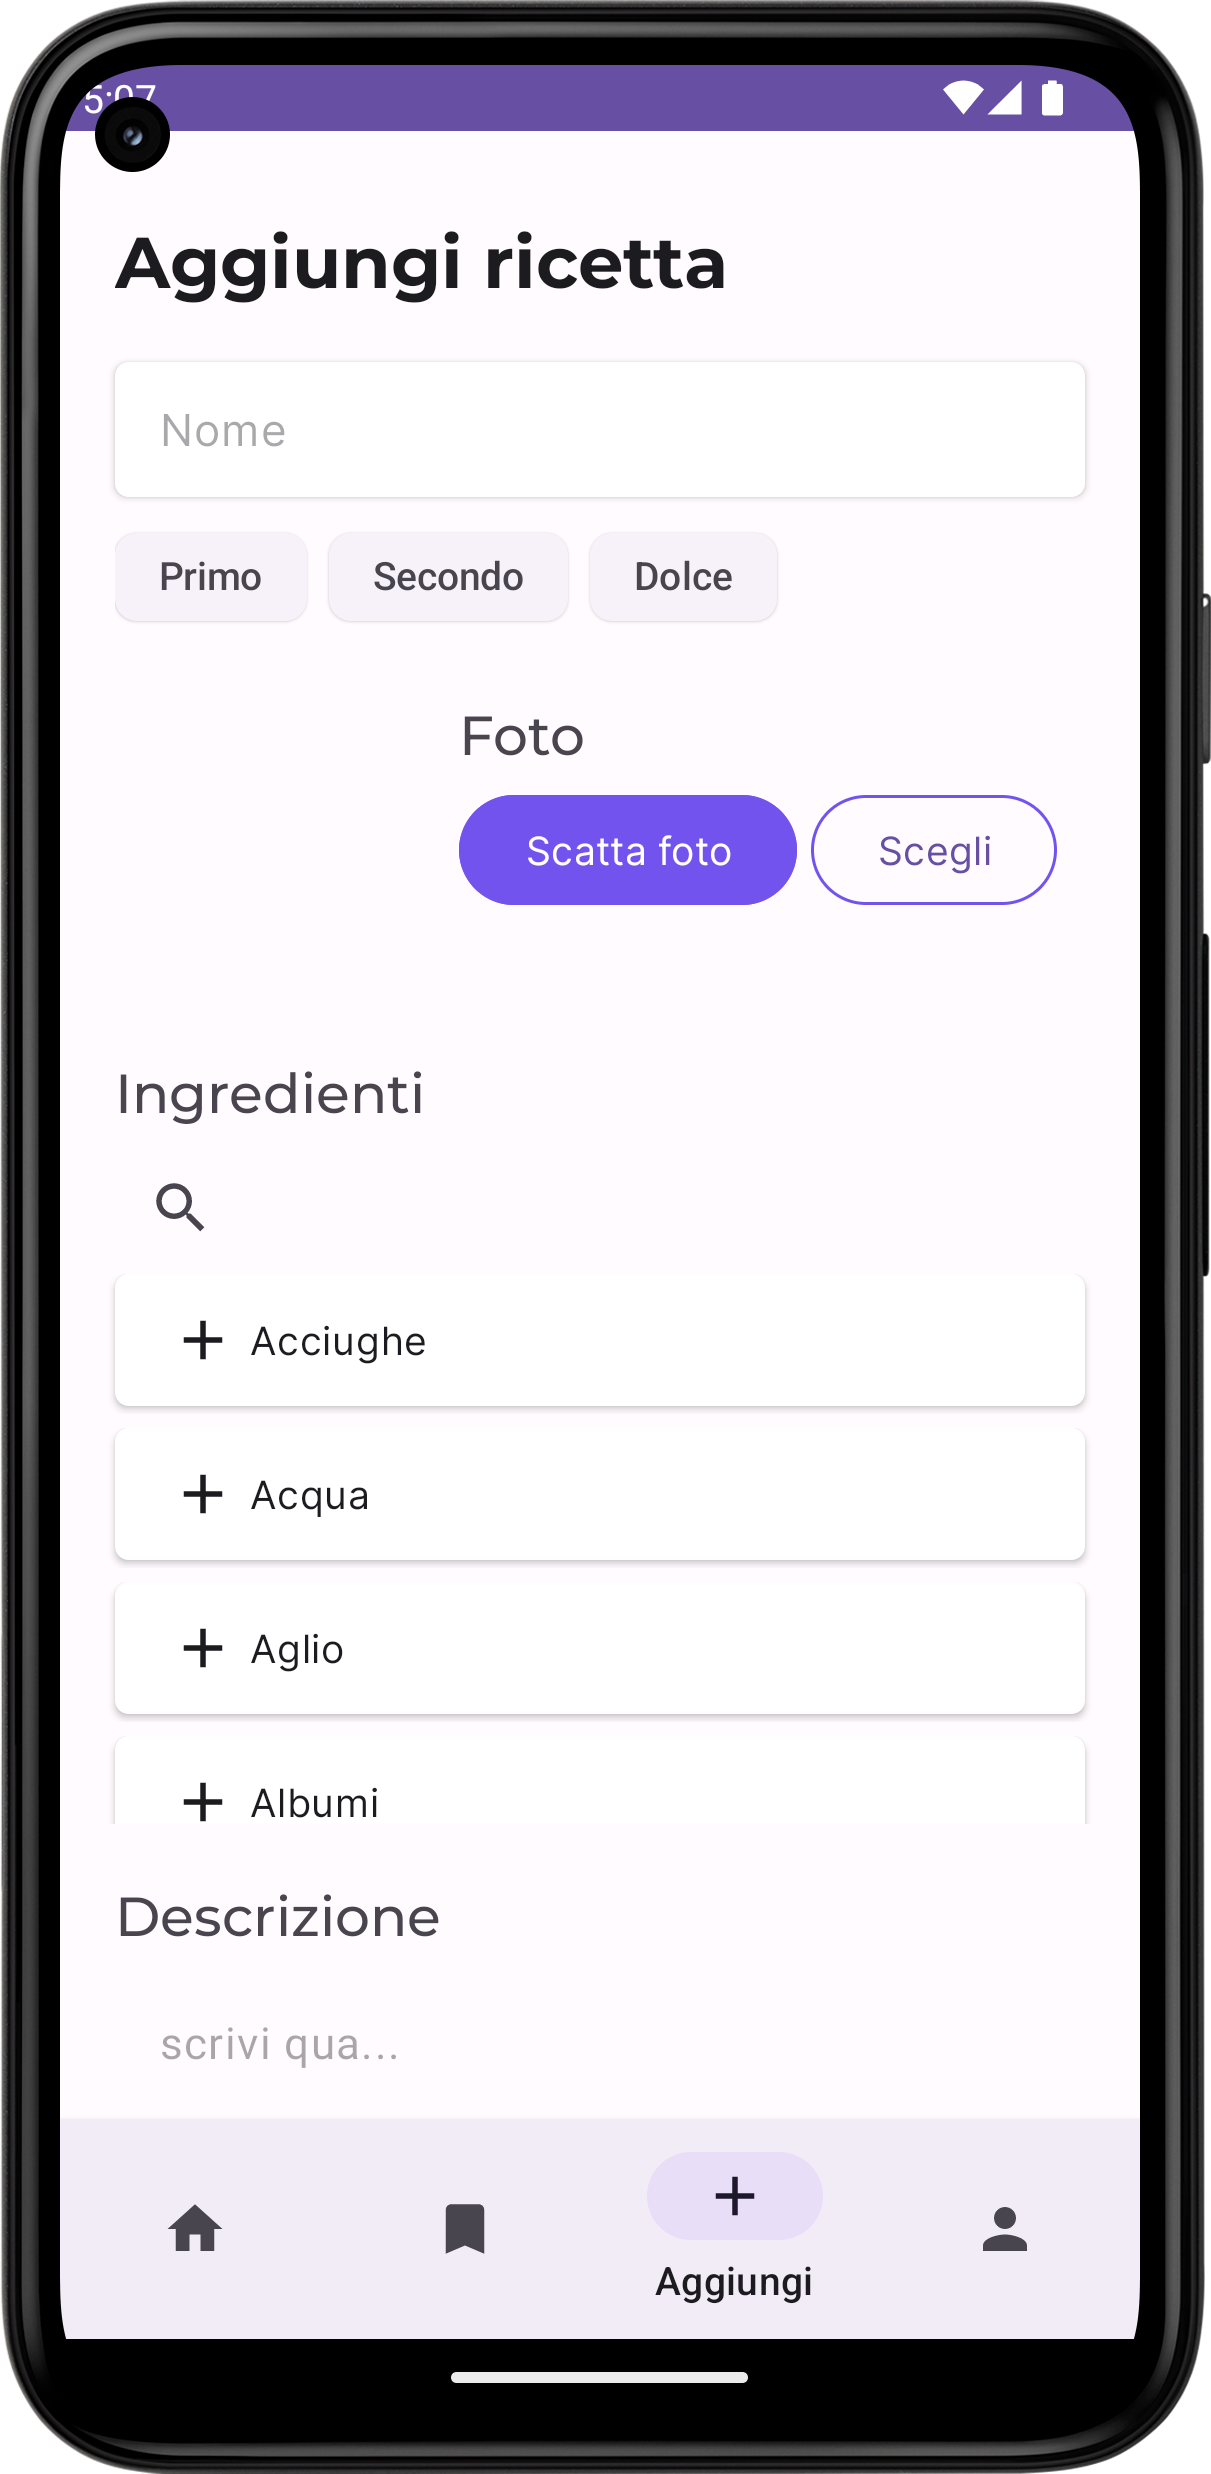 5:07
Aggiungi ricetta
Nome
Primo Secondo Dolce
Foto
Scatta foto Scegli
Ingredienti
Acciughe
Acqua
Aglio
Albumi
Descrizione
scrivi qua...
Aggiungi